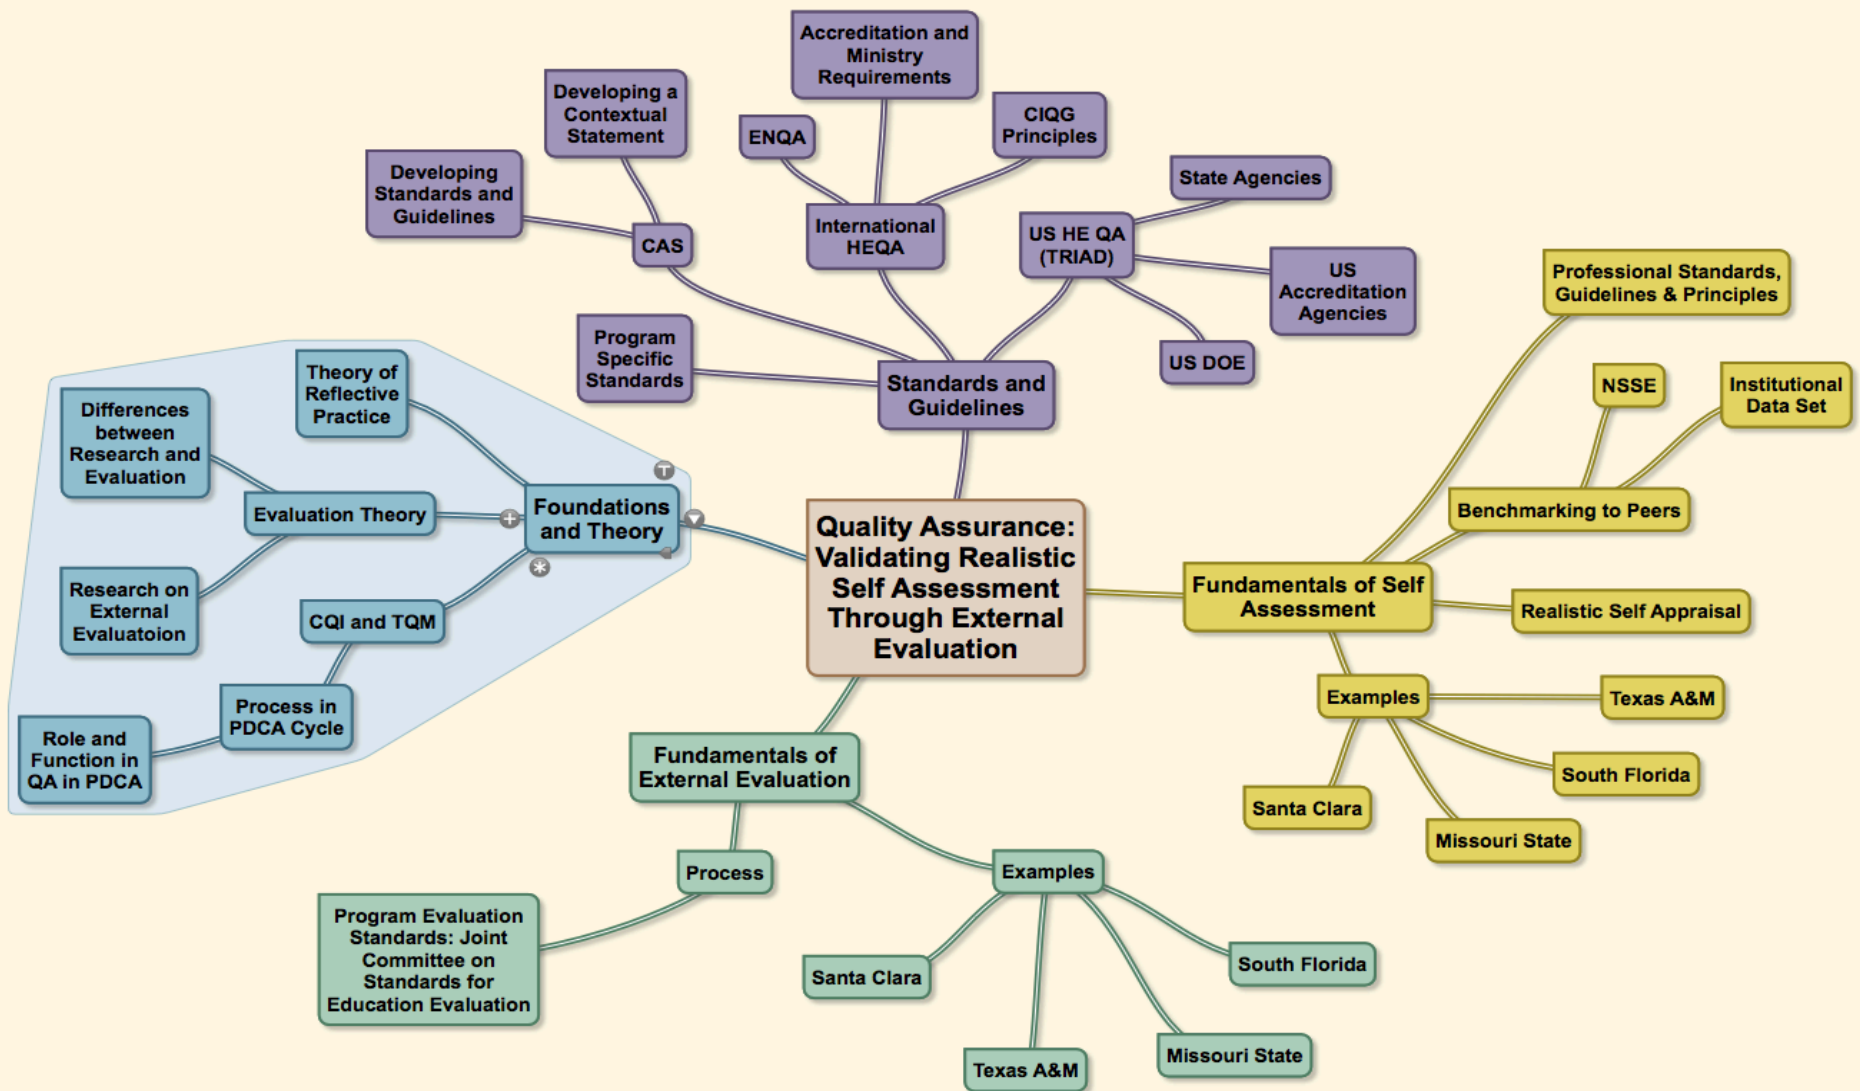 Accreditation and
Ministry
Requirements
Developing a
Contextual
Statement
ENQA
CIQG
Principles
Developing
Standards and
Guidelines
State Agencies
CAS
International
HEQA
US HE QA
(TRIAD)
US
Accreditation
Agencies
Program
Specific
Standards
US DOE
Standards and
Guidelines
Professional Standards,
Guidelines & Principles
NSSE
Institutional
Data Set
Benchmarking to Peers
Fundamentals of Self
Assessment
Realistic Self Appraisal
Examples
Texas A&M
South Florida
Santa Clara
Missouri State
Theory of
Reflective
Practice
Differences
between
Research and
Evaluation
Evaluation Theory
Foundations
and Theory
T
Research on
External
Evaluatoion
CQI and TQM
Process in
PDCA Cycle
Role and
Function in
QA in PDCA
Quality Assurance:
Validating Realistic
Self Assessment
Through External
Evaluation
Fundamentals of
External Evaluation
Process
Program Evaluation
Standards: Joint
Committee on
Standards for
Education Evaluation
Examples
Santa Clara
South Florida
Texas A&M
Missouri State